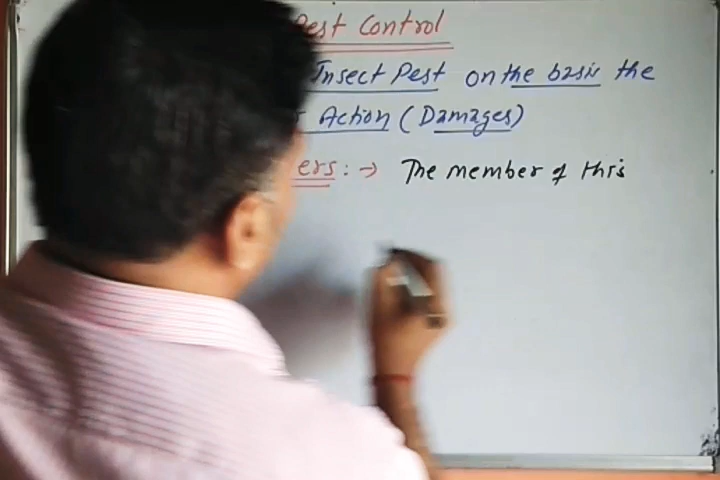 Pest Control
Insect Pest on the basis the
Action (Damages)
ers :→ The member of this